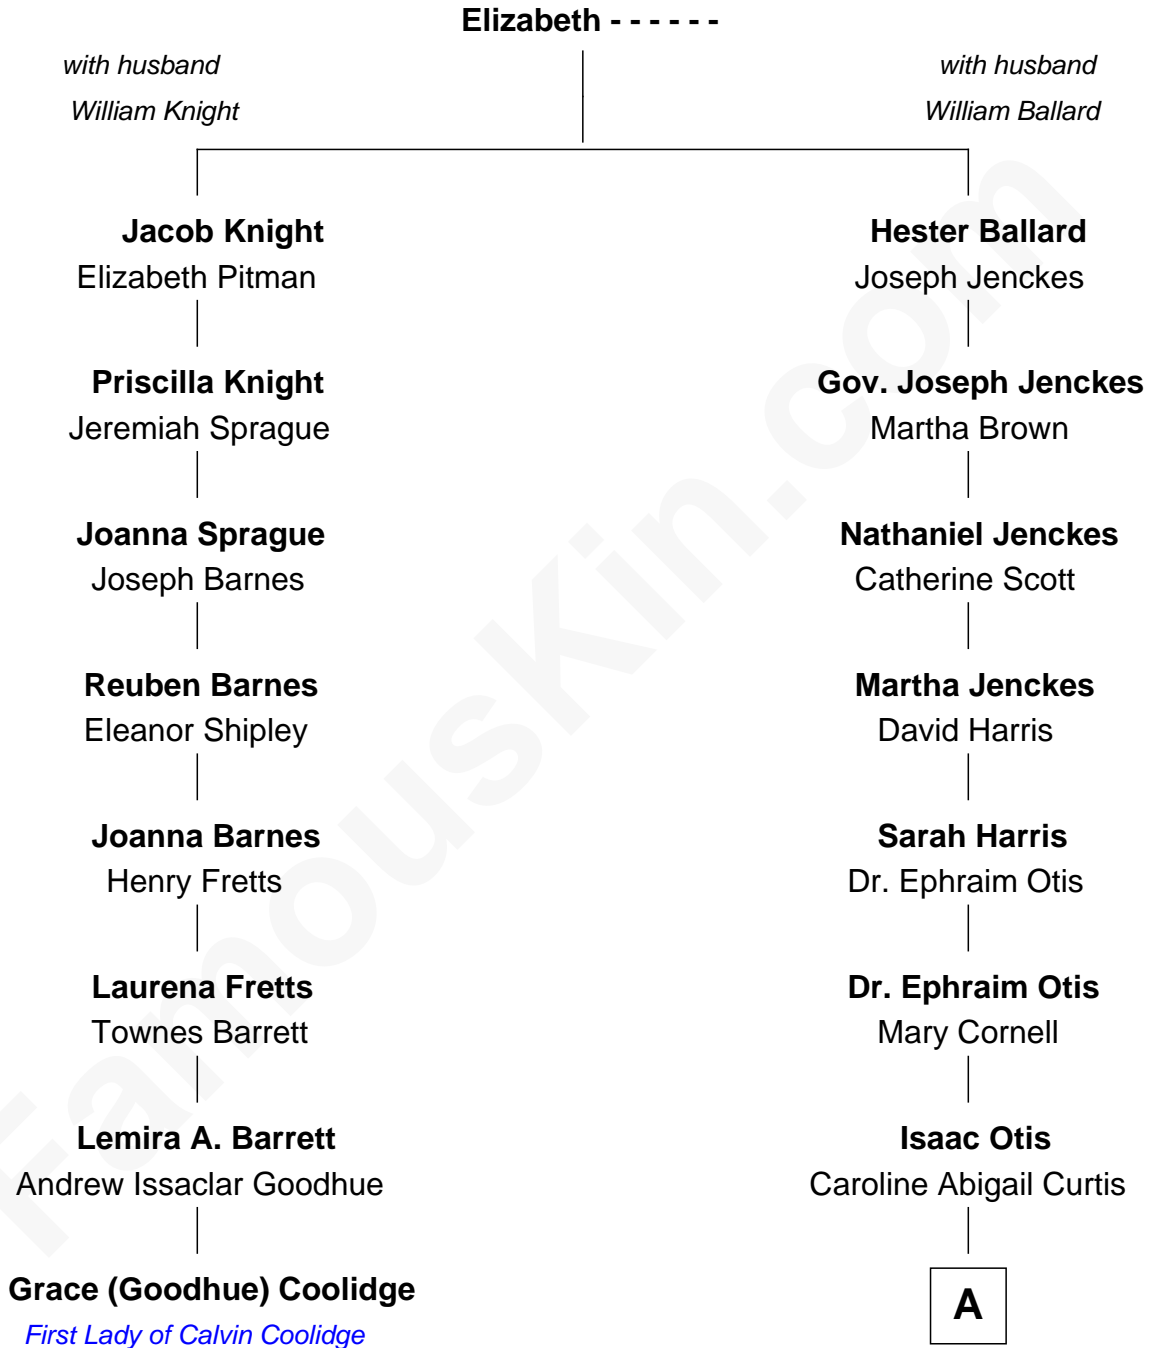 Elizabeth - - - - - -
with husband
William Knight
with husband
William Ballard
Jacob Knight
Elizabeth Pitman
Hester Ballard
Joseph Jenckes
Priscilla Knight
Jeremiah Sprague
Gov. Joseph Jenckes
Martha Brown
Joanna Sprague
Joseph Barnes
Nathaniel Jenckes
Catherine Scott
Reuben Barnes
Eleanor Shipley
Martha Jenckes
David Harris
Joanna Barnes
Henry Fretts
Sarah Harris
Dr. Ephraim Otis
Laurena Fretts
Townes Barrett
Dr. Ephraim Otis
Mary Cornell
Lemira A. Barrett
Andrew Issaclar Goodhue
Isaac Otis
Caroline Abigail Curtis
Grace (Goodhue) Coolidge
First Lady of Calvin Coolidge
A
FamousKin.com